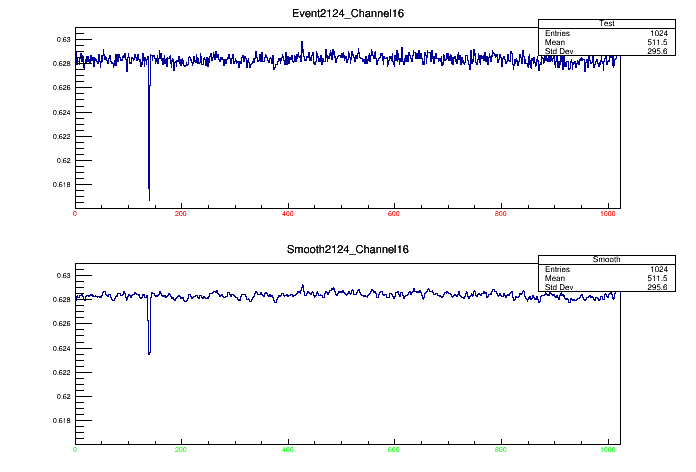 Event2124_Channel16
Test
Entries 1024
Mean 511.5
Std Dev 295.6
0.63
0.628
0.626
0.624
0.622
0.62
0.618
0 200 400 600 800 1000
Smooth2124_Channel16
Smooth
Entries 1024
Mean 511.5
Std Dev 295.6
0.63
0.628
0.626
0.624
0.622
0.62
0.618
0 200 400 600 800 1000